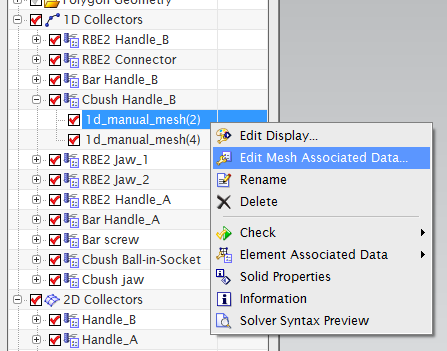 Polygon Geometry
1D Collectors
RBE2 Handle_B
RBE2 Connector
Bar Handle_B
Cbush Handle_B
1d_manual_mesh(2)
1d_manual_mesh(4)
RBE2 Jaw_1
RBE2 Jaw_2
RBE2 Handle_A
Bar Handle_A
Bar screw
Cbush Ball-in-Socket
Cbush jaw
2D Collectors
Handle_B
Handle_A
Edit Display...
Edit Mesh Associated Data...
Rename
Delete
Check
Element Associated Data
Solid Properties
Information
Solver Syntax Preview